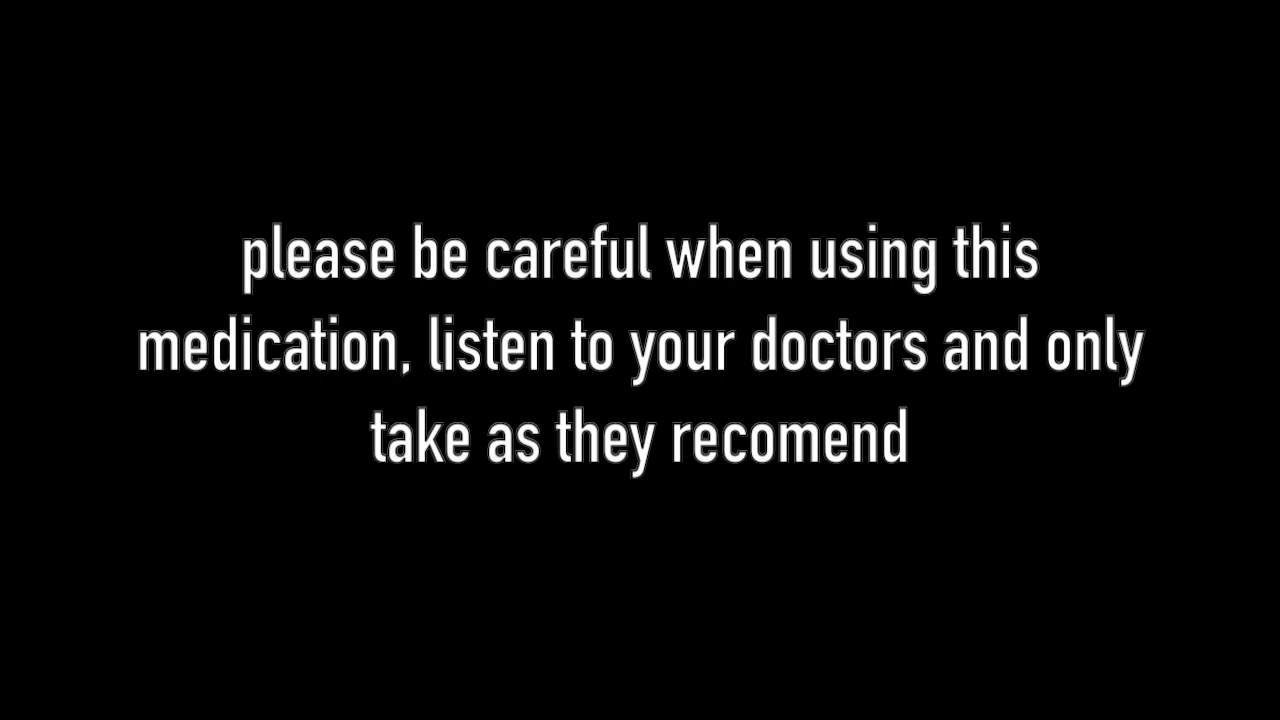 please be careful when using this
medication, listen to your doctors and only
take as they recomend